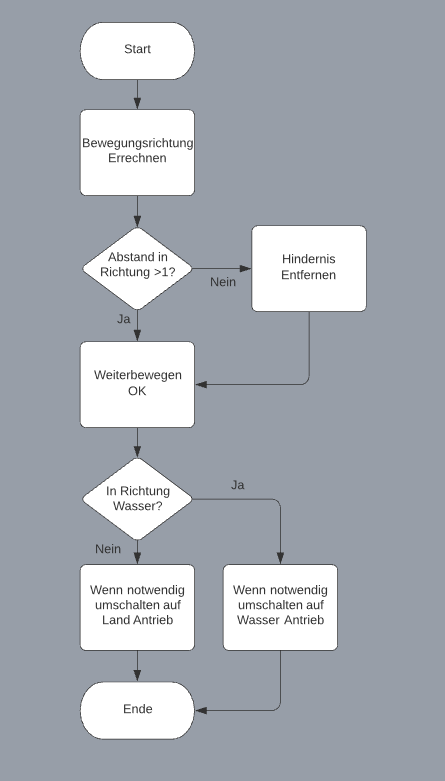 Start
Bewegungsrichtung
Errechnen
Abstand in
Richtung >1?
Nein
Hindernis
Entfernen
Ja
Weiterbewegen
OK
In Richtung
Wasser?
Ja
Nein
Wenn notwendig
umschalten auf
Land Antrieb
Wenn notwendig
umschalten auf
Wasser Antrieb
Ende